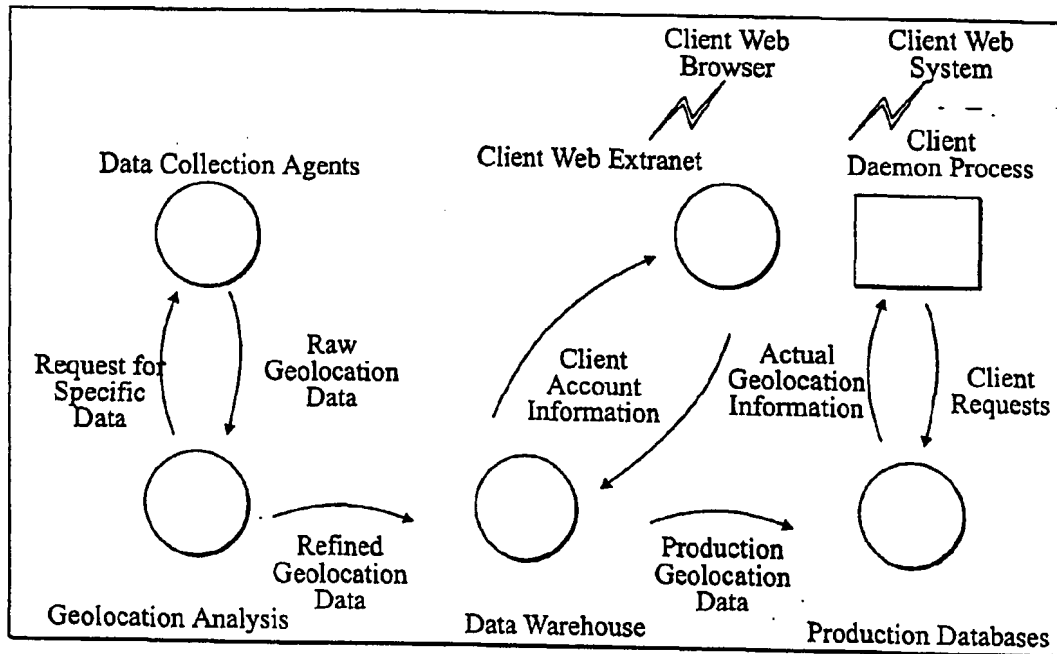 Client Web
Browser
Client Web
System
Client Web Extranet
Client
Daemon Process
Data Collection Agents
Request for
Specific
Data
Raw
Geolocation
Data
Client
Account
Information
Actual
Geolocation
Information
Client
Requests
Refined
Geolocation
Data
Production
Geolocation
Data
Geolocation Analysis
Data Warehouse
Production Databases